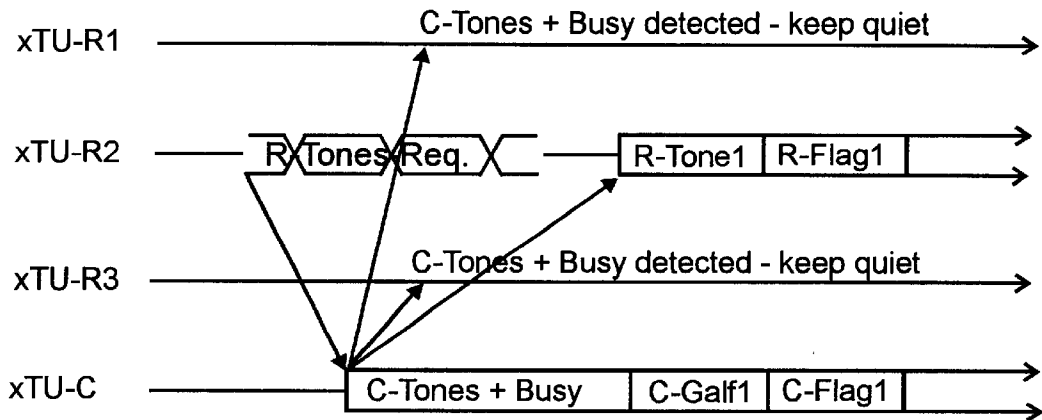 C-Tones + Busy detected - keep quiet
xTU-R1
xTU-R2
R-Tones-Req.
R-Tone1
R-Flag1
C-Tones + Busy detected - keep quiet
xTU-R3
xTU-C
C-Tones + Busy
C-Galf1
C-Flag1